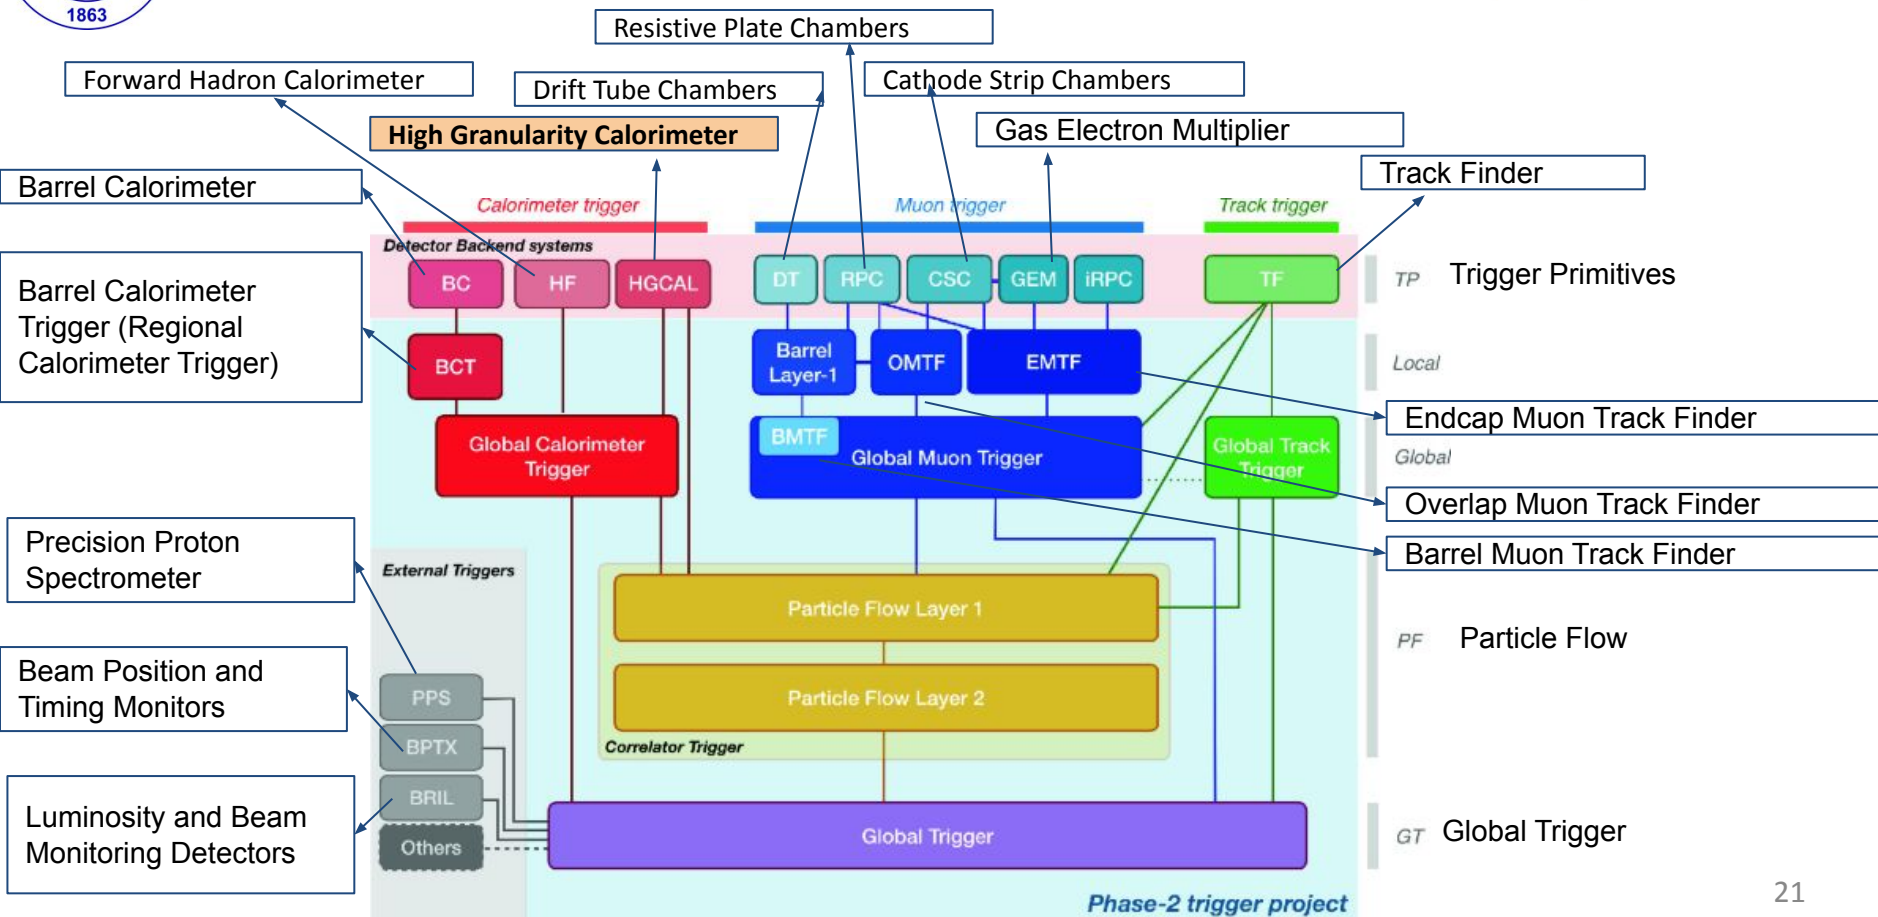 1863
Resistive Plate Chambers
Forward Hadron Calorimeter
Drift Tube Chambers
Cathode Strip Chambers
High Granularity Calorimeter
Gas Electron Multiplier
Track Finder
Barrel Calorimeter
Calorimeter trigger
Muon trigger
Track trigger
Detector Backend systems
BC
HF
HGCAL
DT
RPC
CSC
GEM
iRPC
TF
TP
Trigger Primitives
Barrel Calorimeter
Trigger (Regional
Calorimeter Trigger)
BCT
Barrel
Layer-1
OMTF
EMTF
Local
Endcap Muon Track Finder
Global Calorimeter
Trigger
BMTF
Global Muon Trigger
Global Track
Trigger
Global
Overlap Muon Track Finder
Barrel Muon Track Finder
Precision Proton
Spectrometer
External Triggers
Particle Flow Layer 1
PF
Particle Flow
Beam Position and
Timing Monitors
PPS
Particle Flow Layer 2
BPTX
Correlator Trigger
Luminosity and Beam
Monitoring Detectors
BRIL
Others
Global Trigger
GT
Global Trigger
Phase-2 trigger project
21